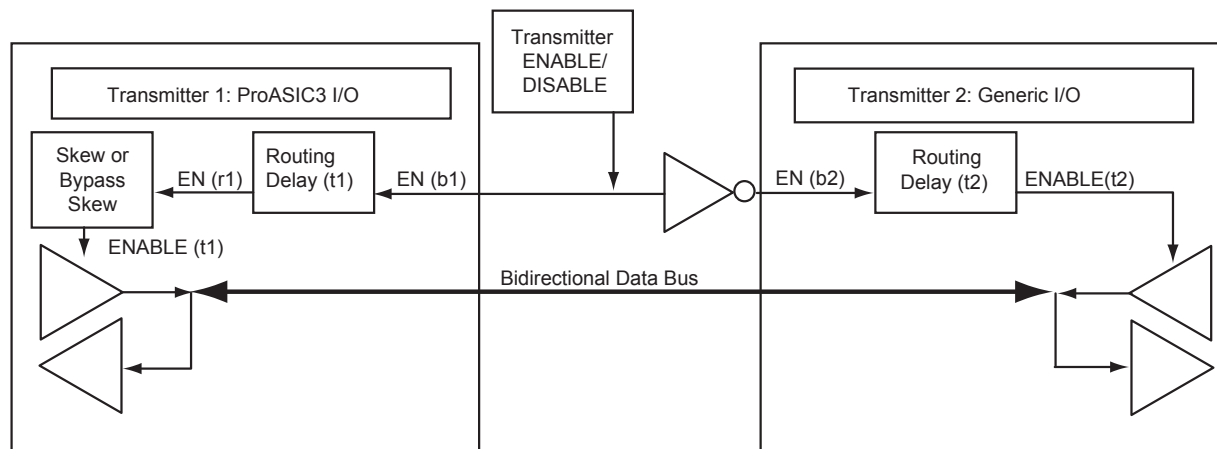 Transmitter
ENABLE/
DISABLE
Transmitter 1: ProASIC3 I/O
Transmitter 2: Generic I/O
Skew or
Bypass
Skew
EN (r1)
Routing
Delay (t1)
EN (b1)
EN (b2)
Routing
Delay (t2)
ENABLE(t2)
ENABLE (t1)
Bidirectional Data Bus